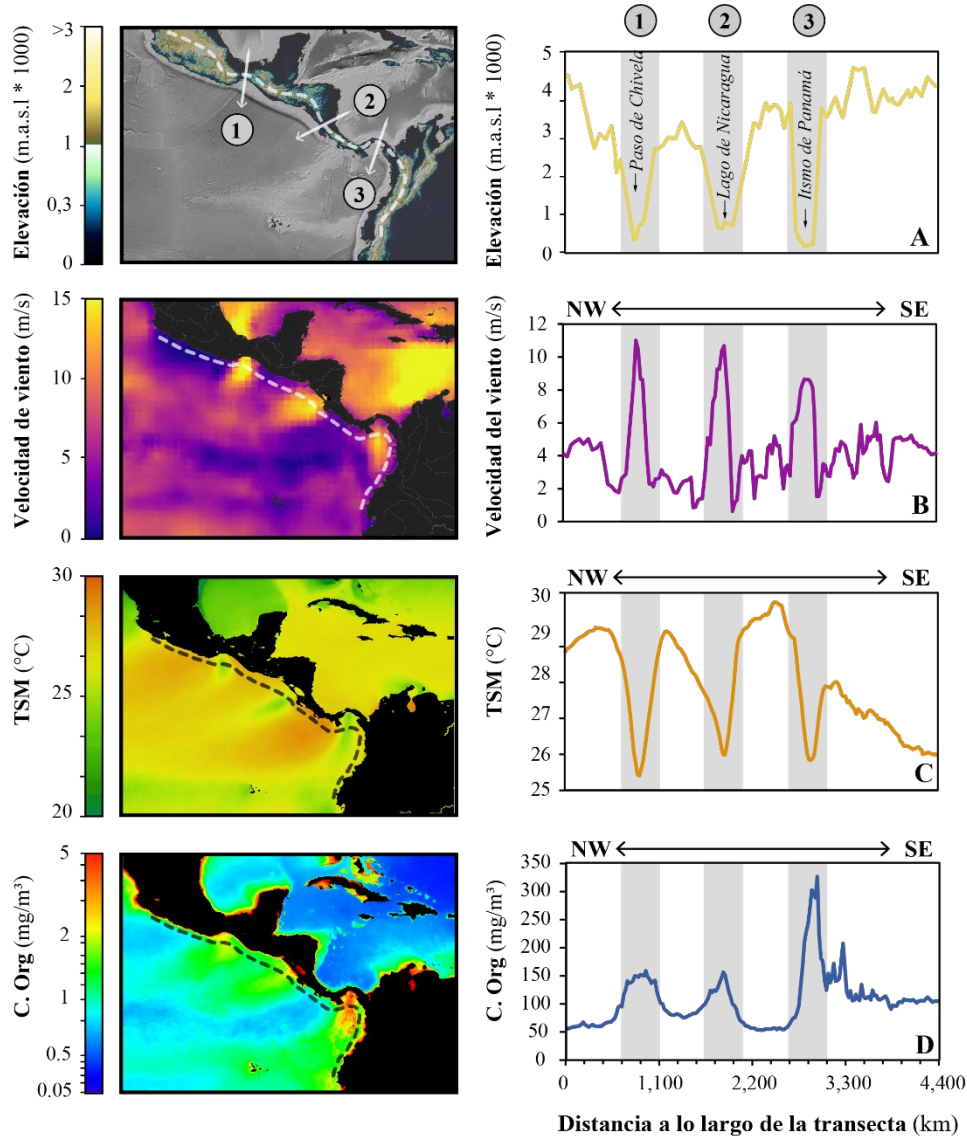 Elevación (m.a.s.l * 1000)
>3
2
1
0,3
0
1
2
3
Elevación (m.a.s.l * 1000)
5
4
3
2
1
0
1
2
3
Paso de Chivela
Lago de Nicaragua
Itsmo de Panamá
A
Velocidad de viento (m/s)
15
10
5
0
Velocidad del viento (m/s)
NW
SE
12
10
8
6
4
2
0
B
TSM (°C)
30
25
20
TSM (°C)
NW
SE
30
29
28
27
26
25
C
C. Org (mg/m³)
5
2
1
0.5
0.05
C. Org (mg/m³)
NW
SE
350
300
250
200
150
100
50
0
D
0
1,100
2,200
3,300
4,400
Distancia a lo largo de la transecta (km)